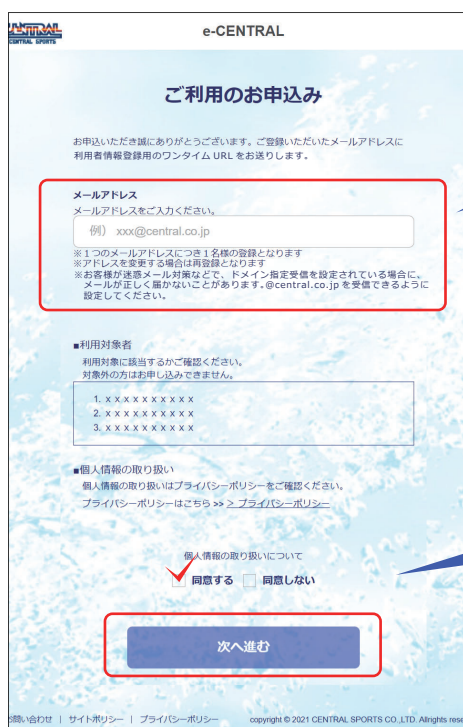 CENTRAL
CENTRAL SPORTS
e-CENTRAL
ご利用のお申込み
お申込いただき誠にありがとうございます。ご登録いただいたメールアドレスに
利用者情報登録用のワンタイム URL をお送りします。
メールアドレス
メールアドレスをご入力ください。
例） xxx@central.co.jp
※１つのメールアドレスにつき１名様の登録となります
※アドレスを変更する場合は再登録となります
※お客様が迷惑メール対策などで、ドメイン指定受信を設定されている場合に、
メールが正しく届かないことがあります。@central.co.jp を受信できるように
設定してください。
■利用対象者
利用対象に該当するかご確認ください。
対象外の方はお申し込みできません。
1. x x x x x x x x x x
2. x x x x x x x x x x
3. x x x x x x x x x x
■個人情報の取り扱い
個人情報の取り扱いはプライバシーポリシーをご確認ください。
プライバシーポリシーはこちら >> > プライバシーポリシー
個人情報の取り扱いについて
同意する 同意しない
次へ進む
問い合わせ | サイトポリシー | プライバシーポリシー copyright © 2021 CENTRAL SPORTS CO.,LTD. Allrights rese